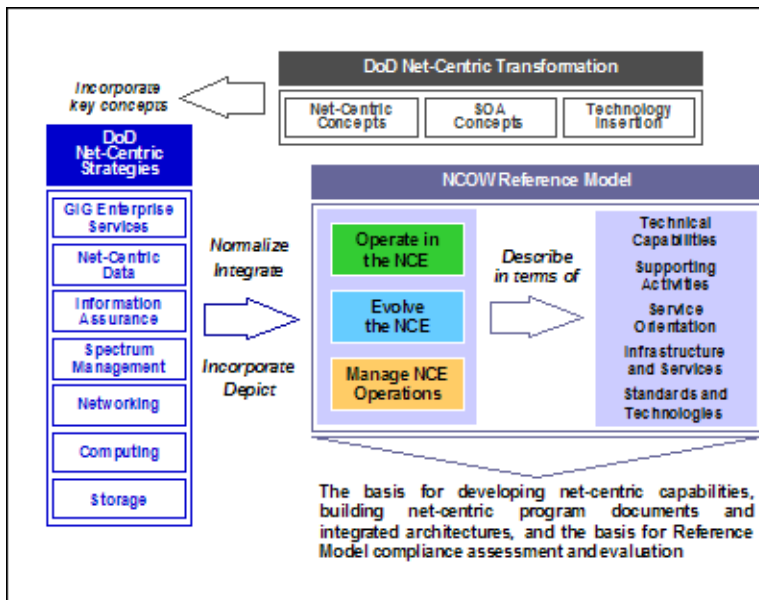 DoD Net-Centric Transformation
Net-Centric
Concepts
SOA
Concepts
Technology
Insertion
Incorporate
key concepts
DoD
Net-Centric
Strategies
GIG Enterprise
Services
Net-Centric
Data
Information
Assurance
Spectrum
Management
Networking
Computing
Storage
Normalize
Integrate
Incorporate
Depict
NCOW Reference Model
Operate in
the NCE
Evolve
the NCE
Manage NCE
Operations
Describe
in terms of
Technical
Capabilities
Supporting
Activities
Service
Orientation
Infrastructure
and Services
Standards and
Technologies
The basis for developing net-centric capabilities,
building net-centric program documents and
integrated architectures, and the basis for Reference
Model compliance assessment and evaluation